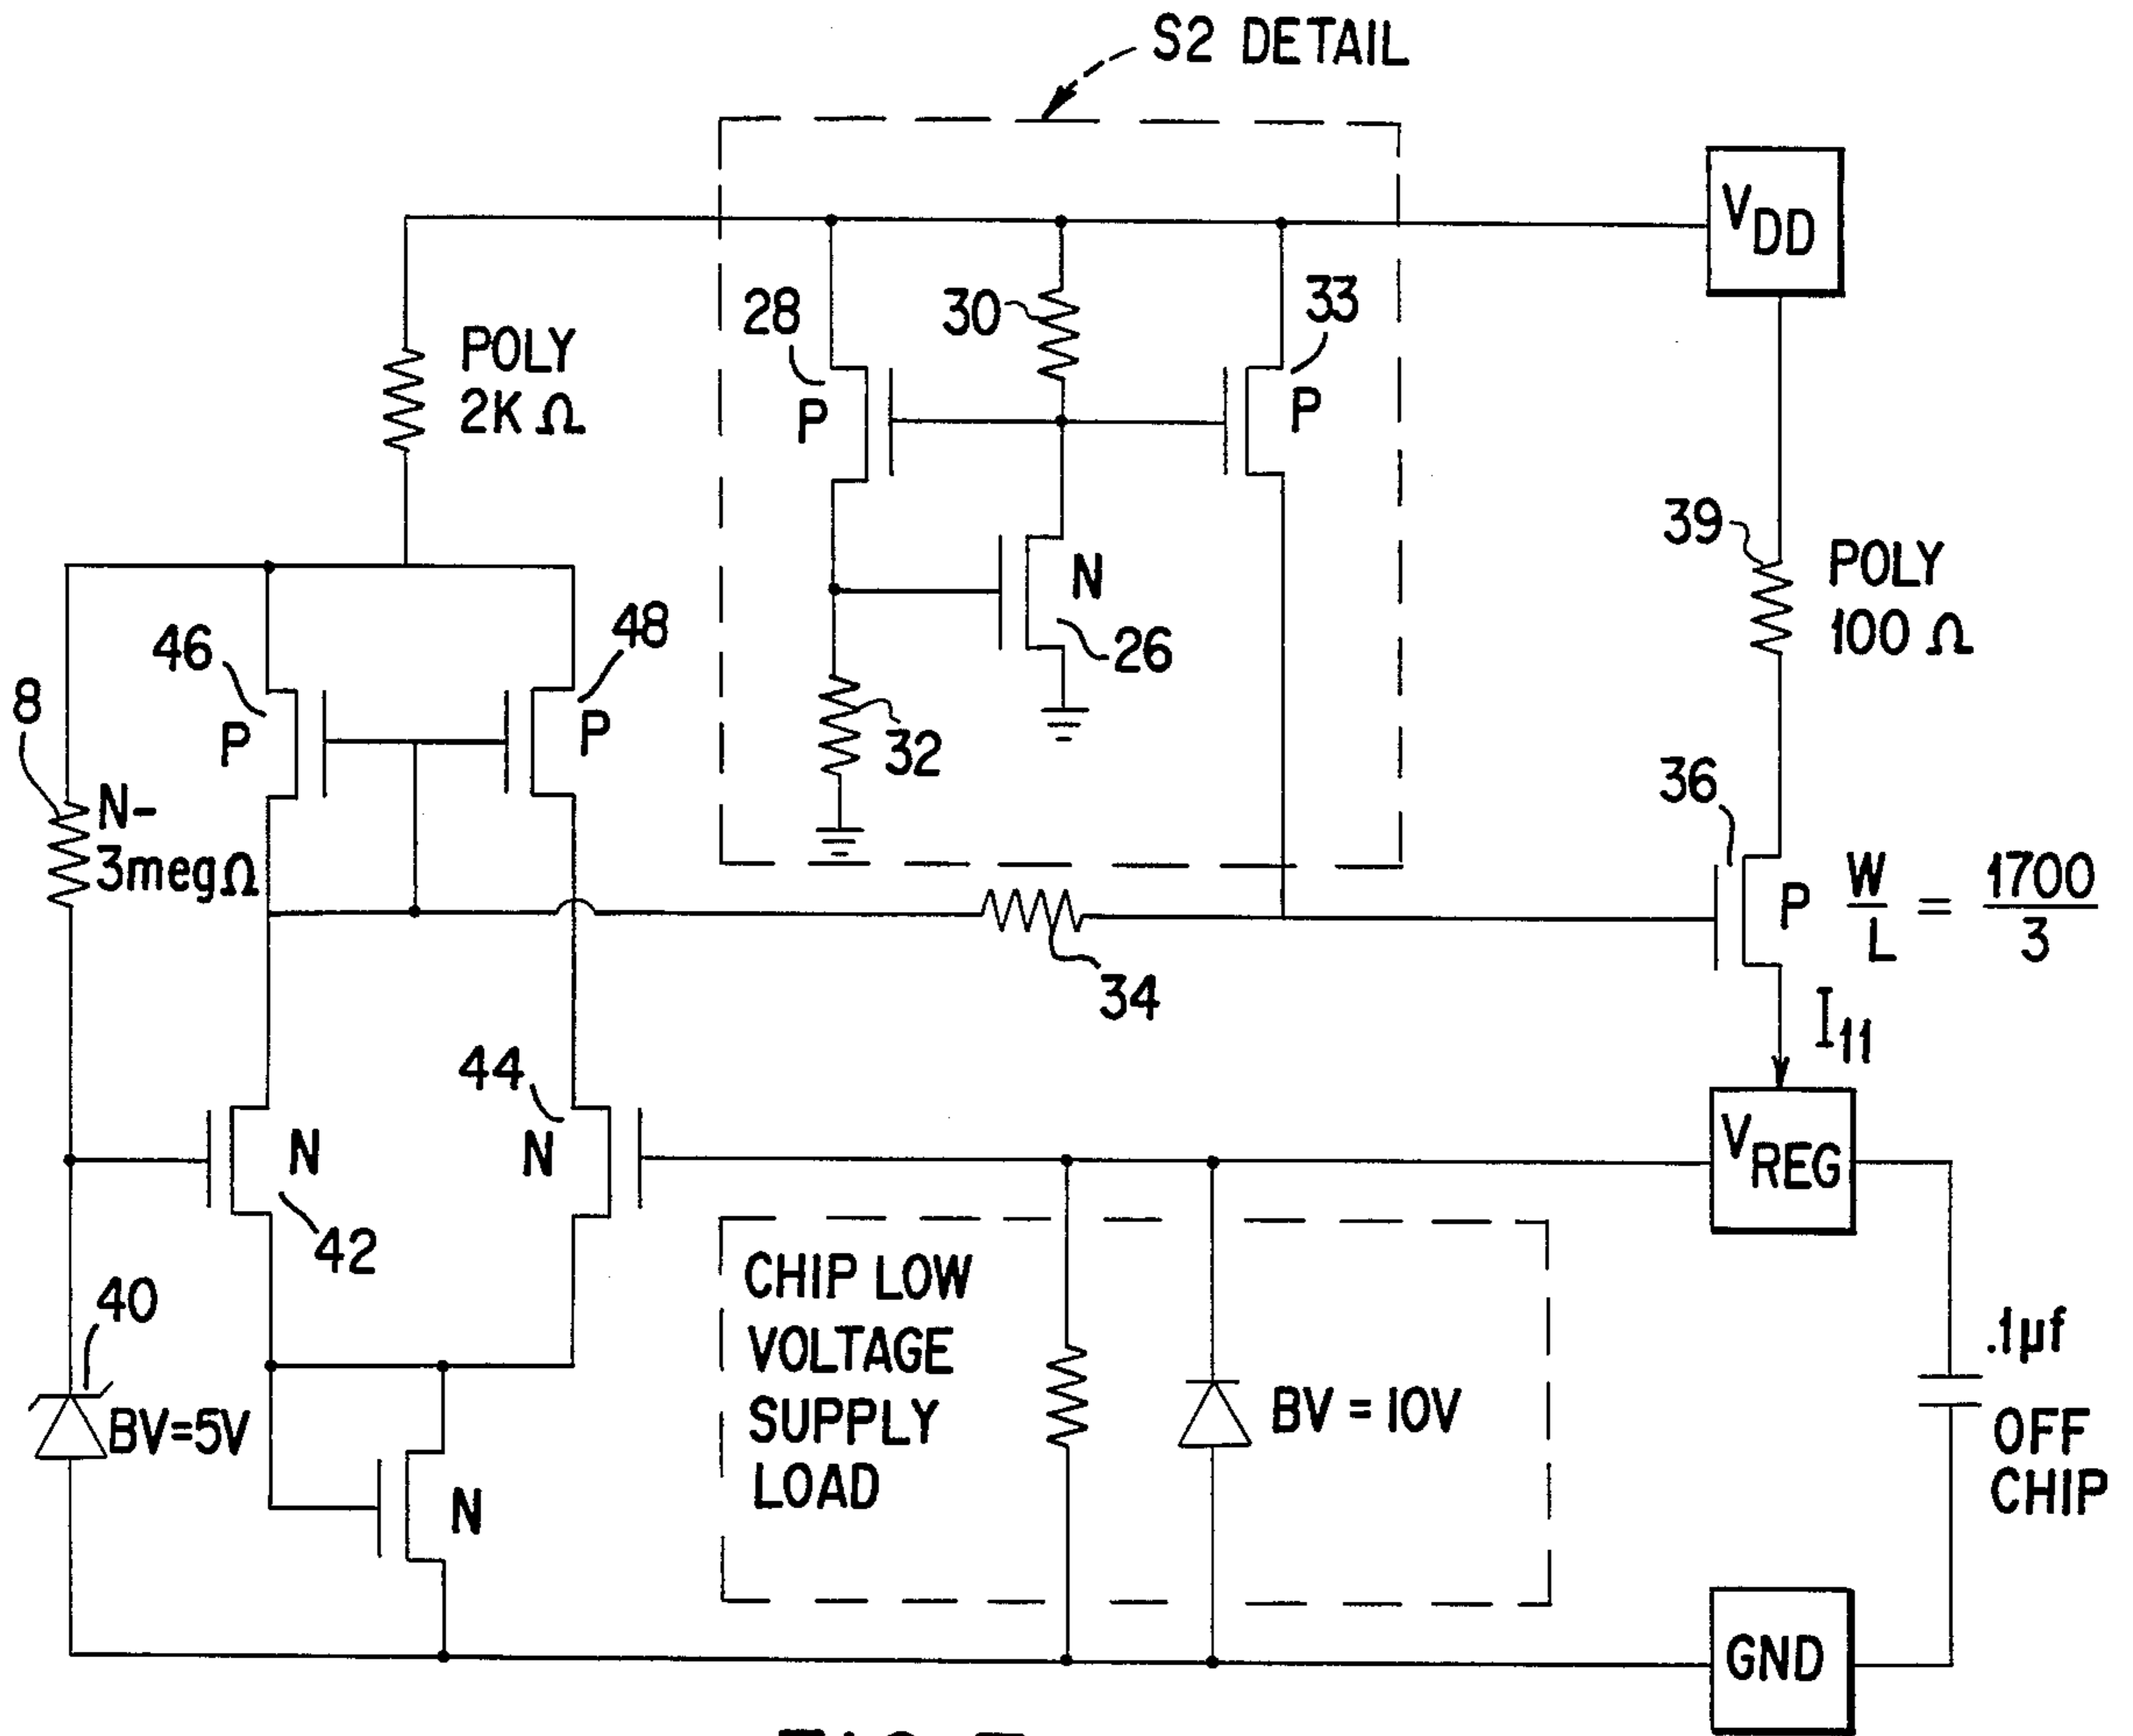 S2 DETAIL
VDD
28
30
33
POLY
2K Ω
P
P
39
POLY
100 Ω
N
26
46
48
8
P
P
32
36
N-
3megΩ
P W/L = 1700/3
34
I11
44
N
N
VREG
42
40
CHIP LOW
VOLTAGE
SUPPLY
LOAD
.1µf
BV=5V
BV = 10V
OFF
CHIP
N
GND